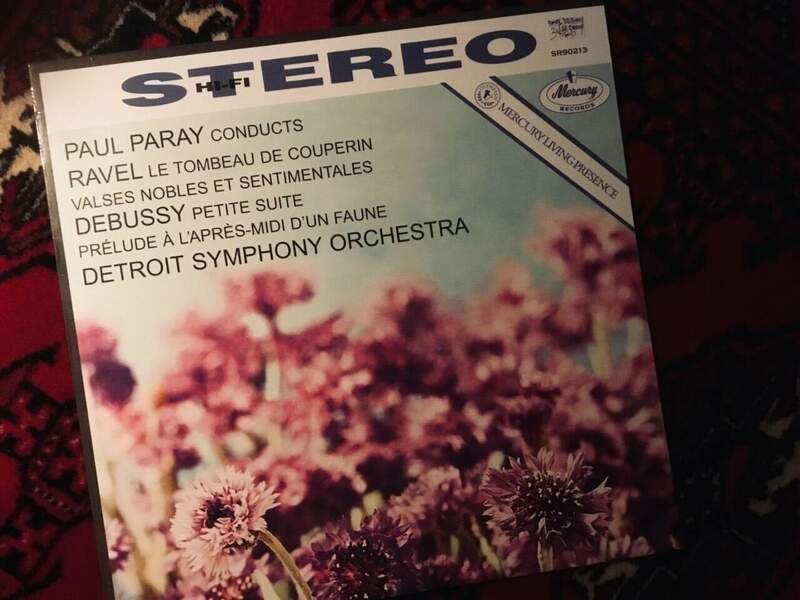 STEREO
HI-FI
SR90213
Mercury
RECORDS
MERCURY LIVING PRESENCE
PAUL PARAY CONDUCTS
RAVEL LE TOMBEAU DE COUPERIN
VALSES NOBLES ET SENTIMENTALES
DEBUSSY PETITE SUITE
PRÉLUDE À L'APRÈS-MIDI D'UN FAUNE
DETROIT SYMPHONY ORCHESTRA